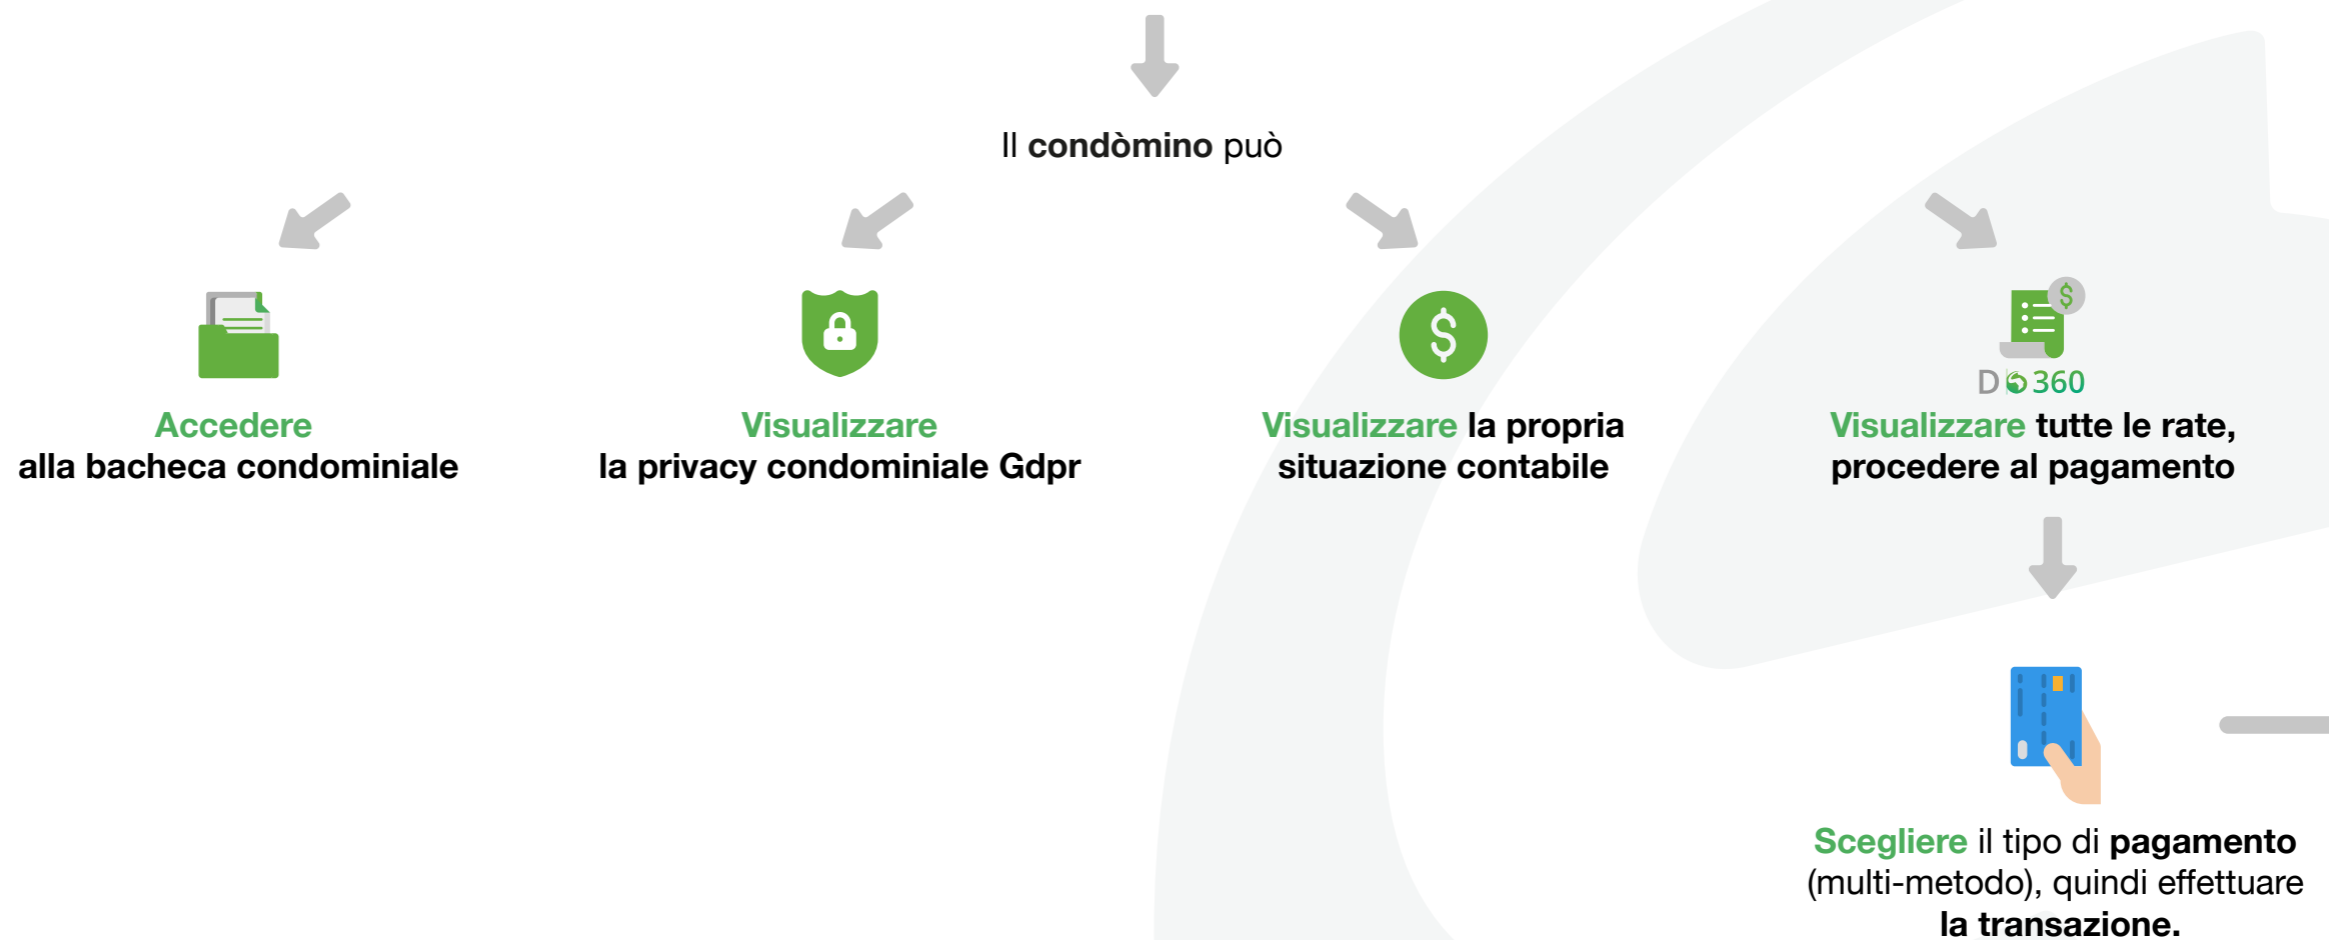 Il condòmino può
Accedere
alla bacheca condominiale
Visualizzare
la privacy condominiale Gdpr
Visualizzare la propria
situazione contabile
D 360
Visualizzare tutte le rate,
procedere al pagamento
Scegliere il tipo di pagamento
(multi-metodo), quindi effettuare
la transazione.